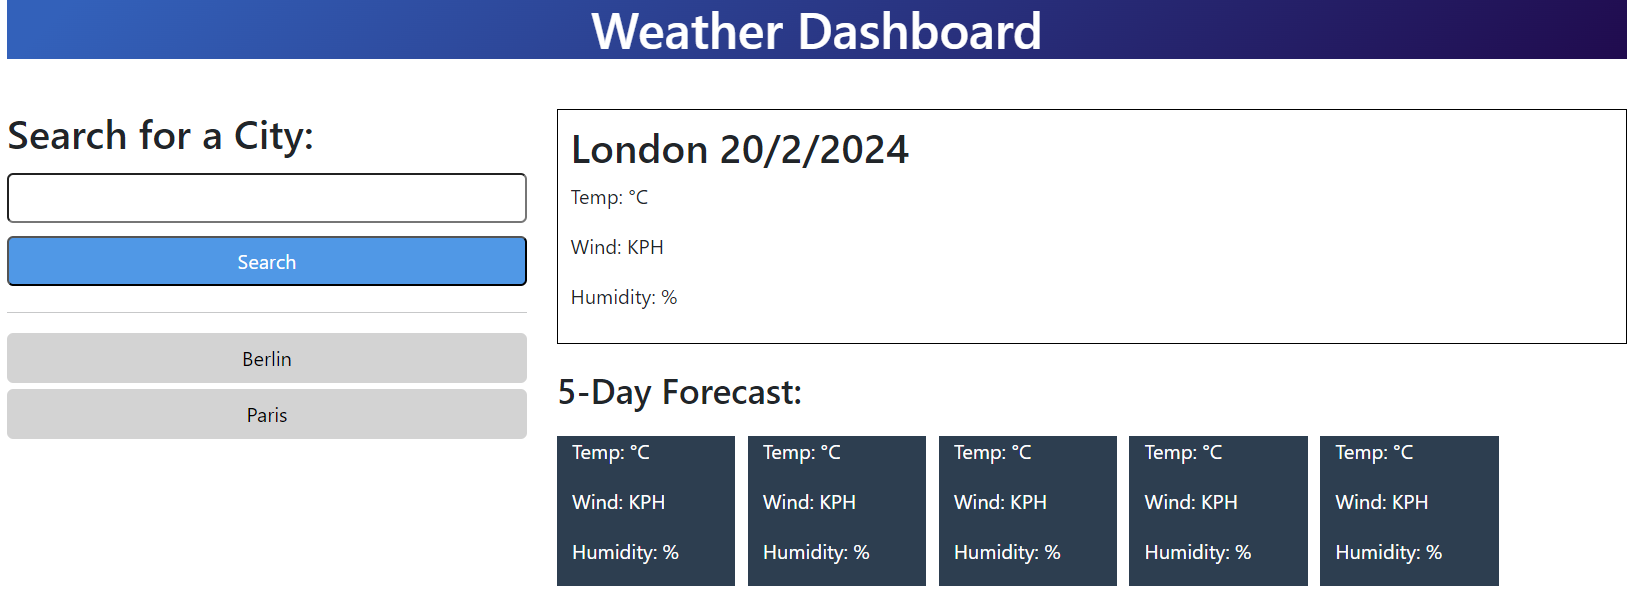 Weather Dashboard
Search for a City:
Search
Berlin
Paris
London 20/2/2024
Temp: °C
Wind: KPH
Humidity: %
5-Day Forecast:
Temp: °C
Wind: KPH
Humidity: %
Temp: °C
Wind: KPH
Humidity: %
Temp: °C
Wind: KPH
Humidity: %
Temp: °C
Wind: KPH
Humidity: %
Temp: °C
Wind: KPH
Humidity: %